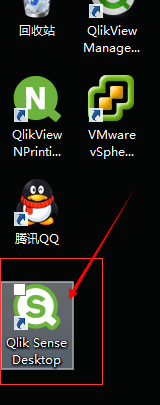 回收站
QlikView
Manage...
N
QlikView
NPrinti...
VMware
vSphe...
腾讯QQ
S
Qlik Sense
Desktop